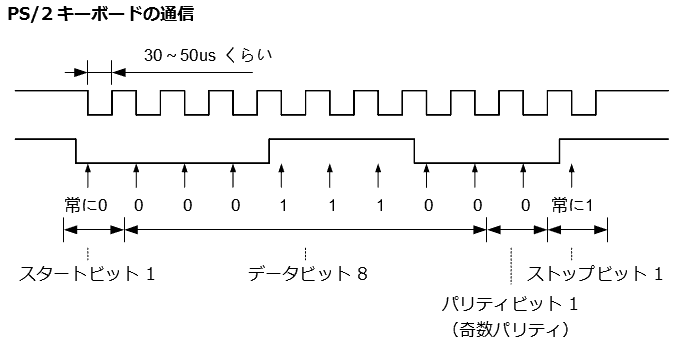 PS/２キーボードの通信
30～50us くらい
常に0 0 0 0 1 1 1 0 0 0 常に1
スタートビット 1 データビット 8 ストップビット 1
パリティビット 1
（奇数パリティ）